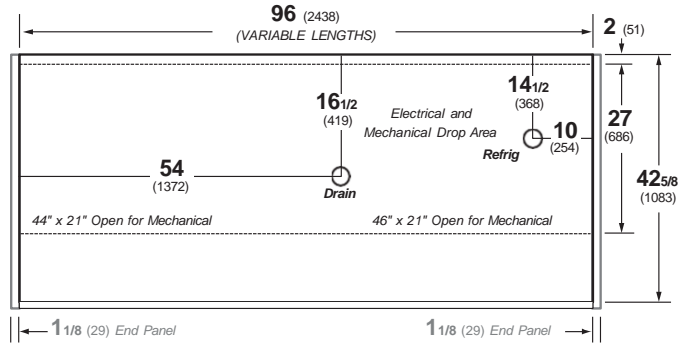 96 (2438)
(VARIABLE LENGTHS)
2 (51)
16 1/2
(419)
14 1/2
(368)
Electrical and
Mechanical Drop Area
27
(686)
10
(254)
Refrig
54
(1372)
Drain
42 5/8
(1083)
44" x 21" Open for Mechanical
46" x 21" Open for Mechanical
1 1/8 (29) End Panel
1 1/8 (29) End Panel